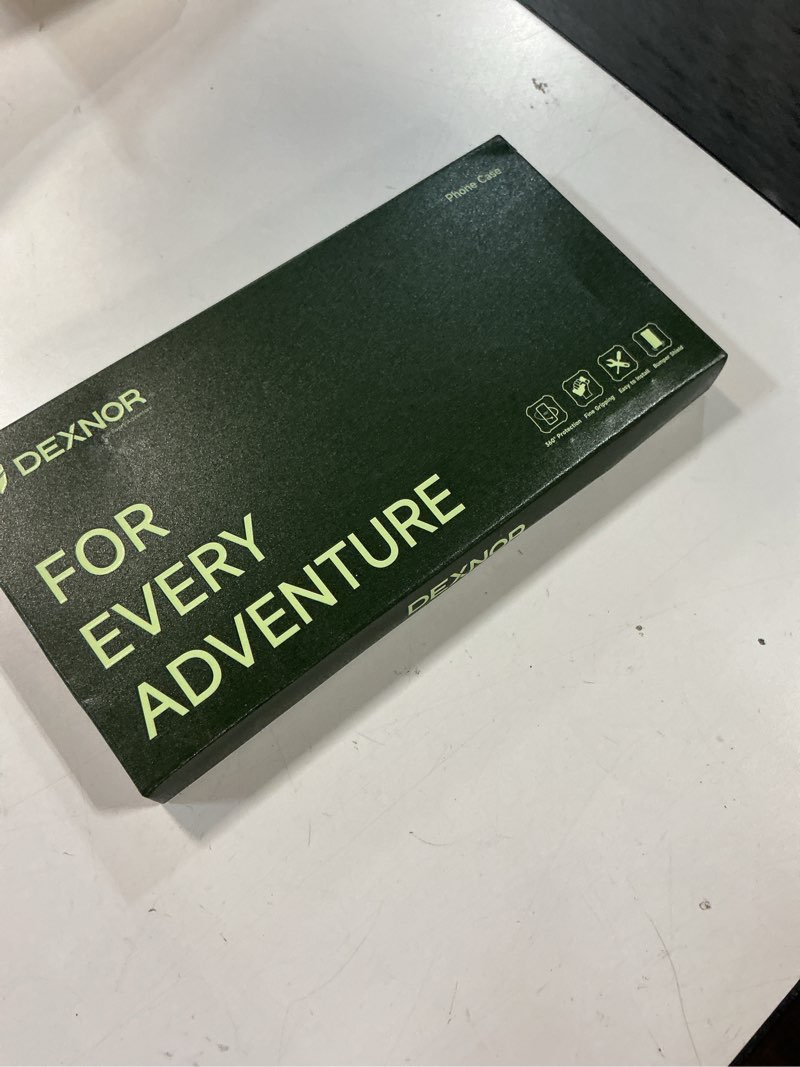 Phone Case
DEXNOR
FOR
EVERY
ADVENTURE
360° Protection
Fine Gripping
Easy to Install
Bumper Shield
DEXNOR